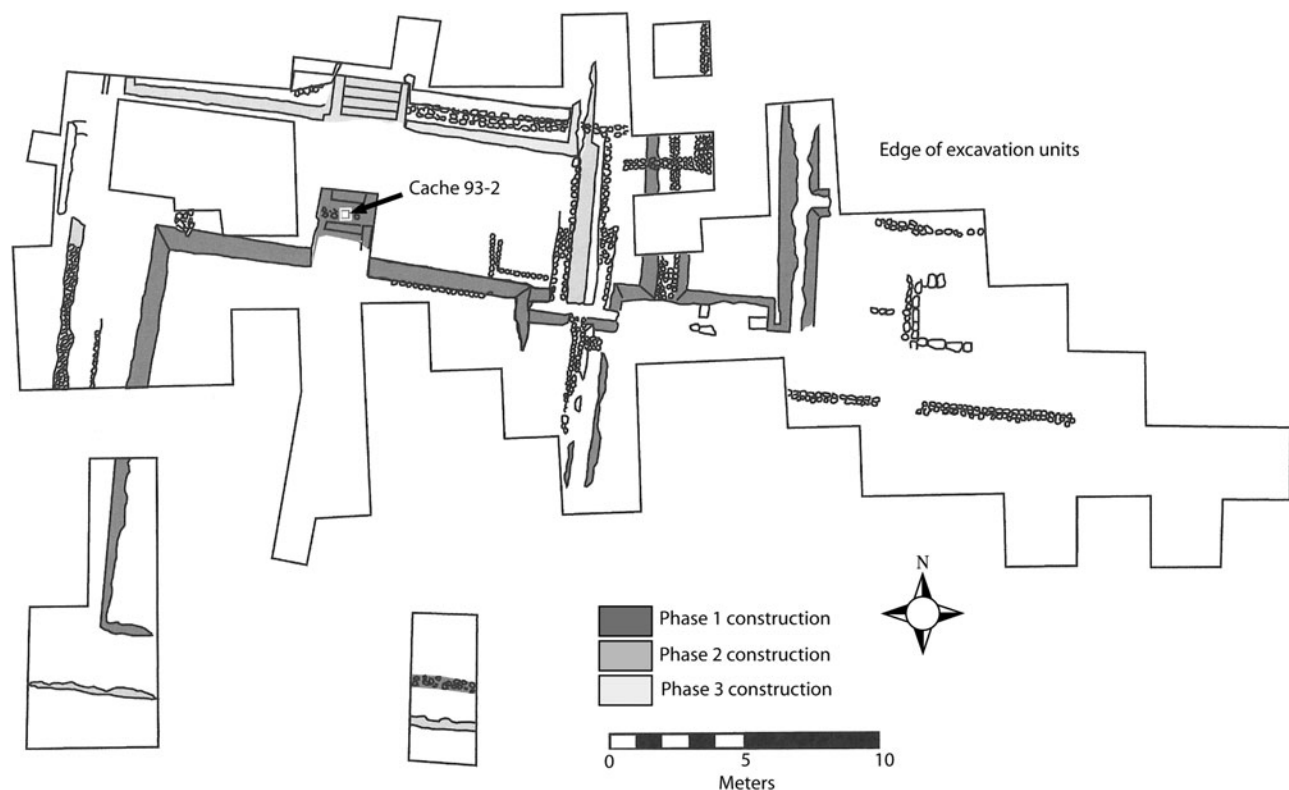 Edge of excavation units
Cache 93-2
N
Phase 1 construction
Phase 2 construction
Phase 3 construction
0 5 10
Meters